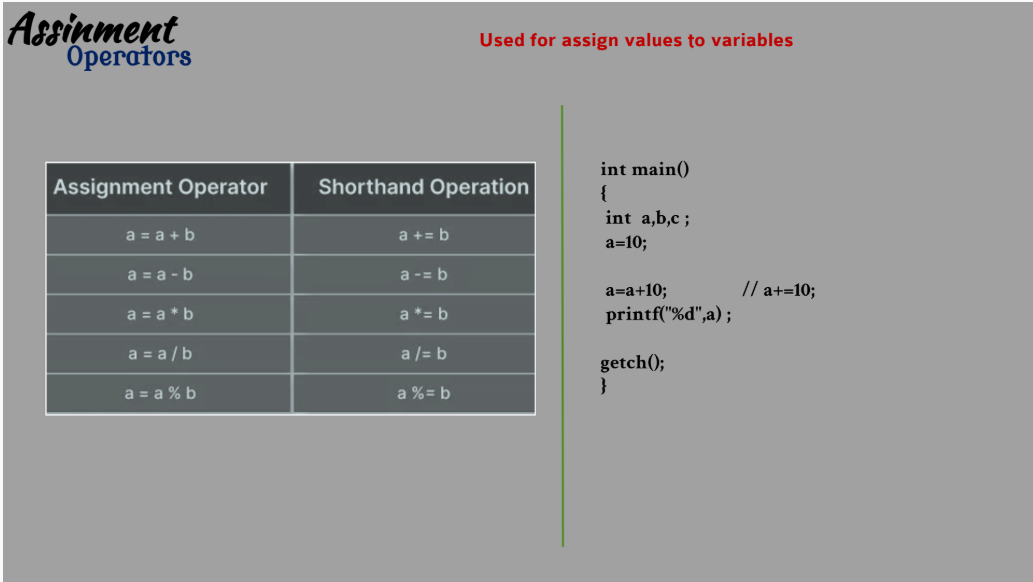 Assinment
Operators
Used for assign values to variables
Assignment Operator Shorthand Operation
a = a + b a += b
a = a - b a -= b
a = a * b a *= b
a = a / b a /= b
a = a % b a %= b
int main()
{
int a,b,c ;
a=10;
a=a+10; // a+=10;
printf("%d",a) ;
getch();
}